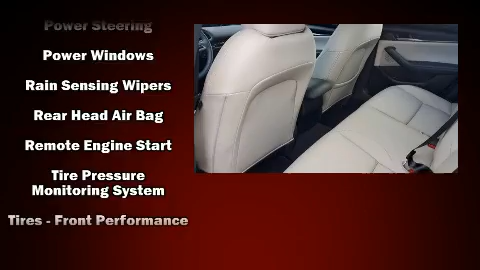 Power Steering
Power Windows
Rain Sensing Wipers
Rear Head Air Bag
Remote Engine Start
Tire Pressure
Monitoring System
Tires - Front Performance